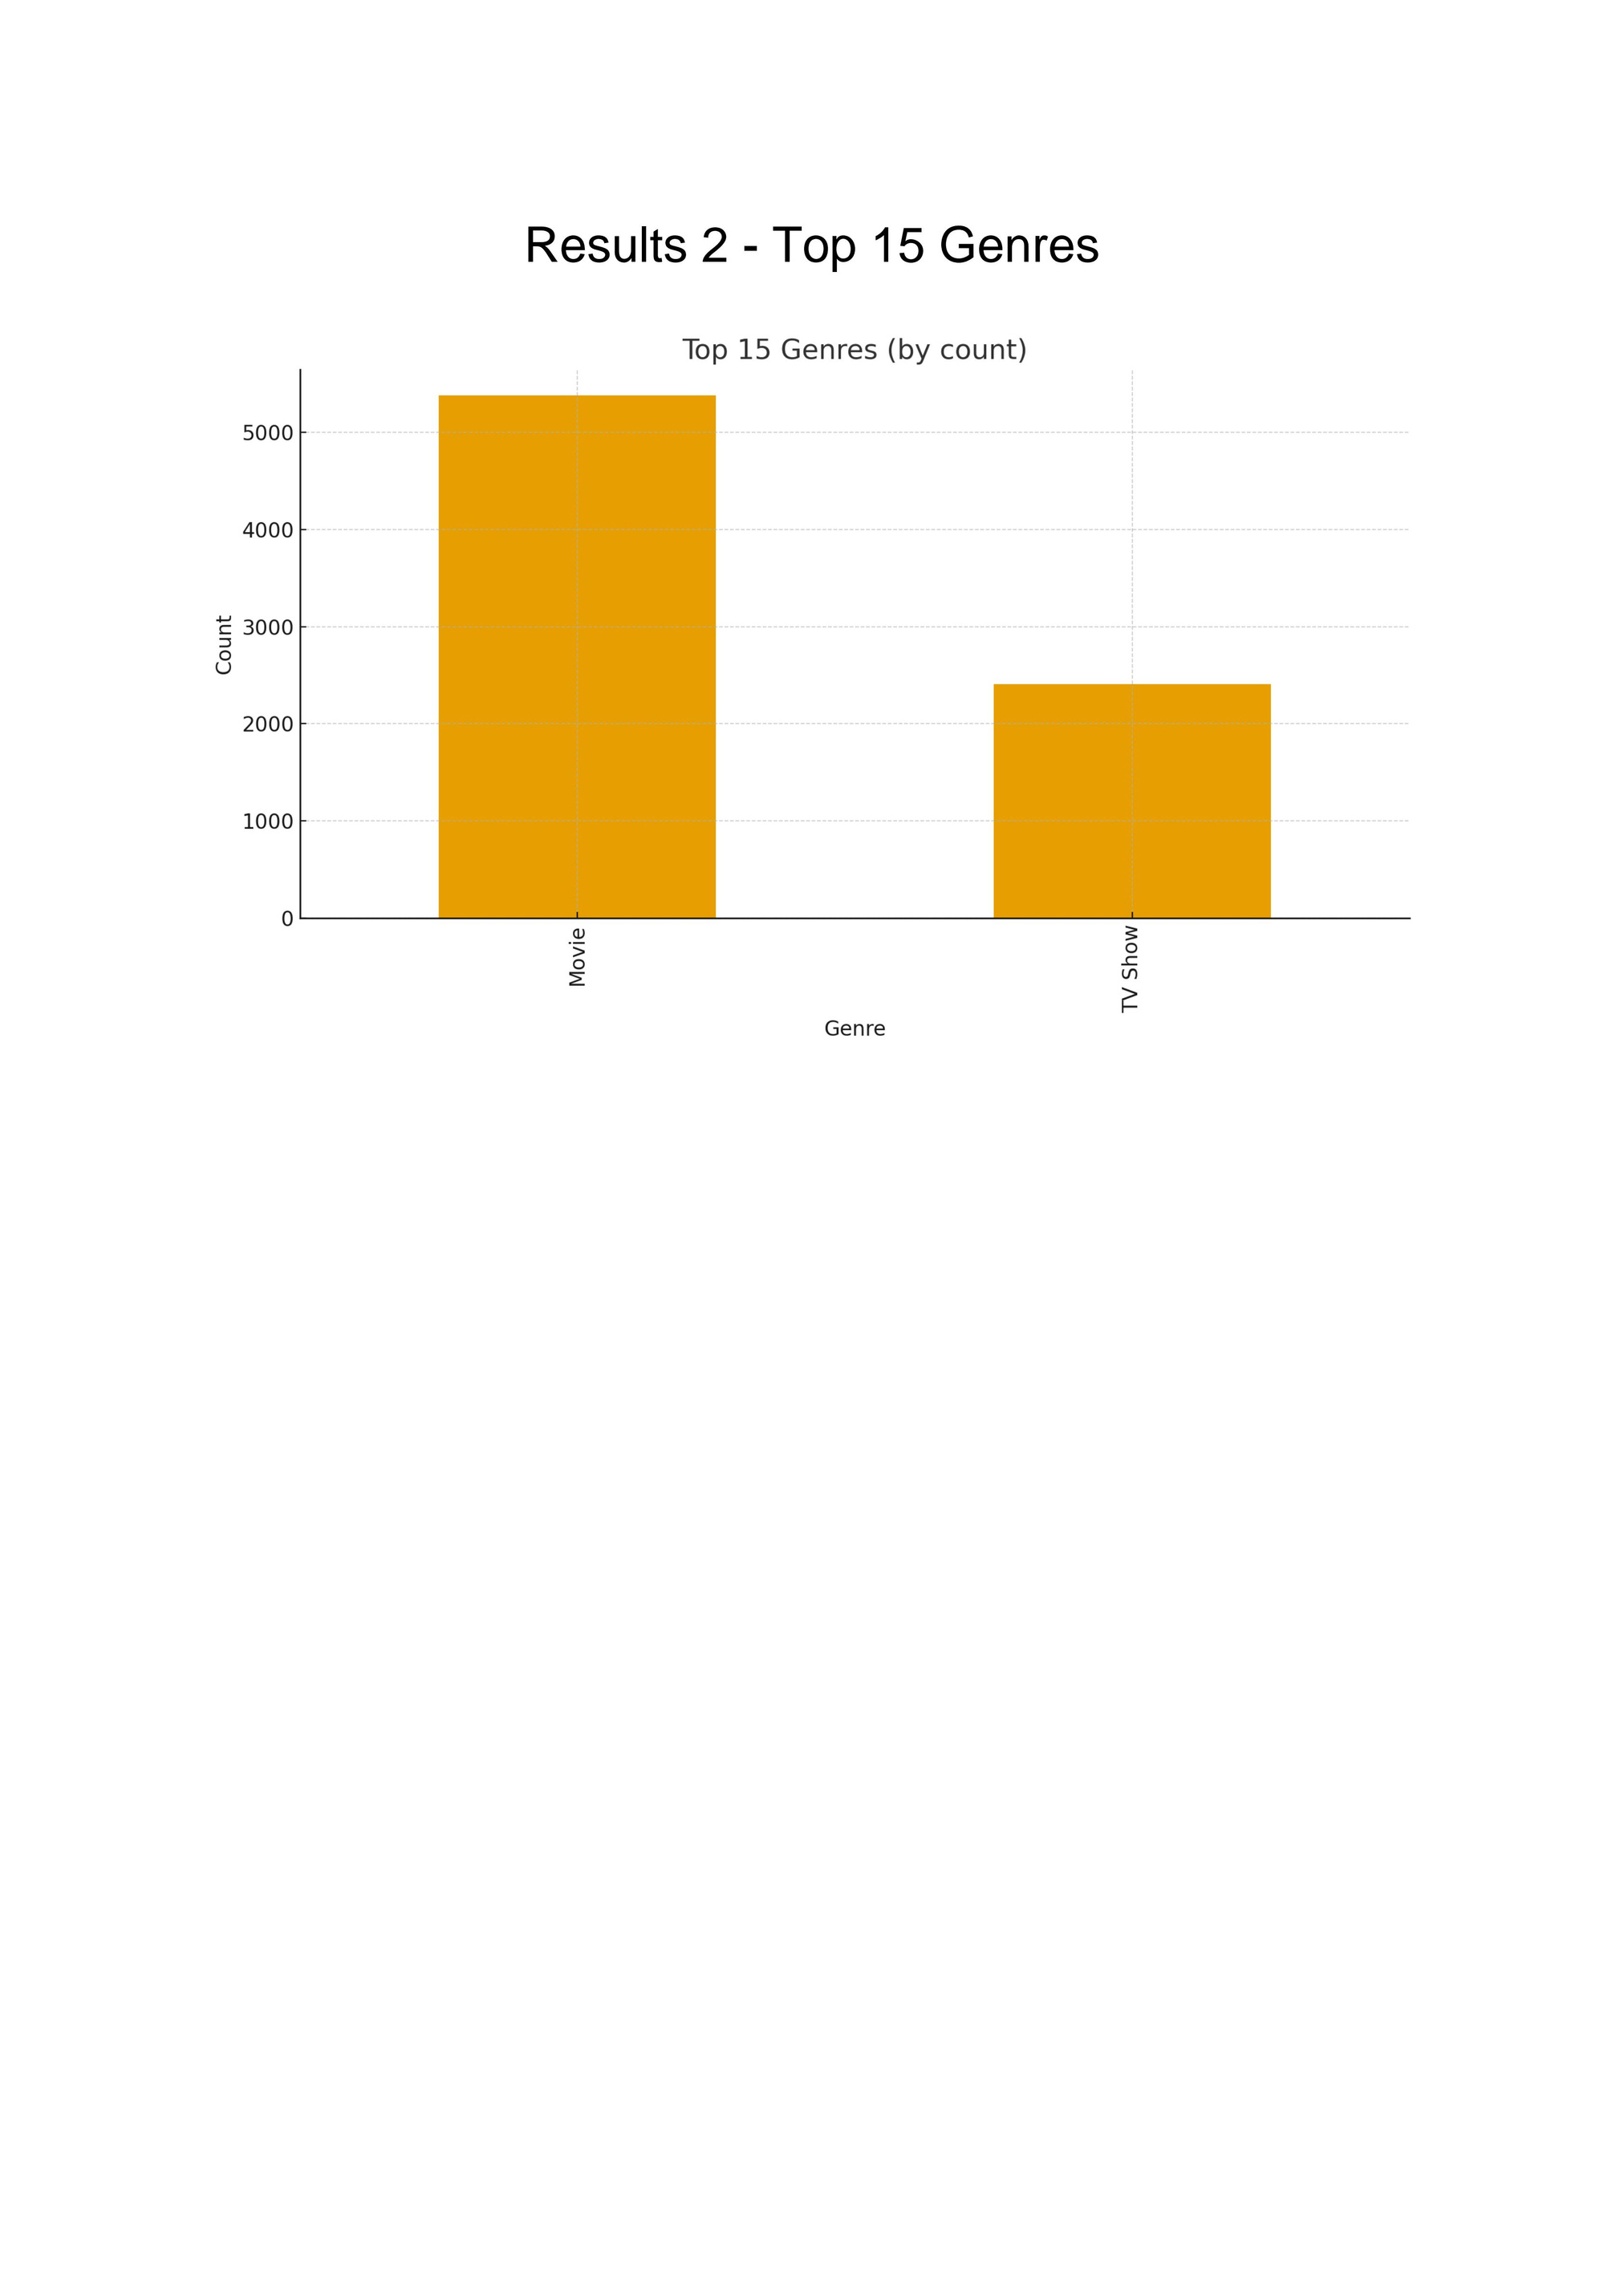 Results 2 - Top 15 Genres
Top 15 Genres (by count)
5000
4000
3000
2000
1000
0
Count
Movie
TV Show
Genre